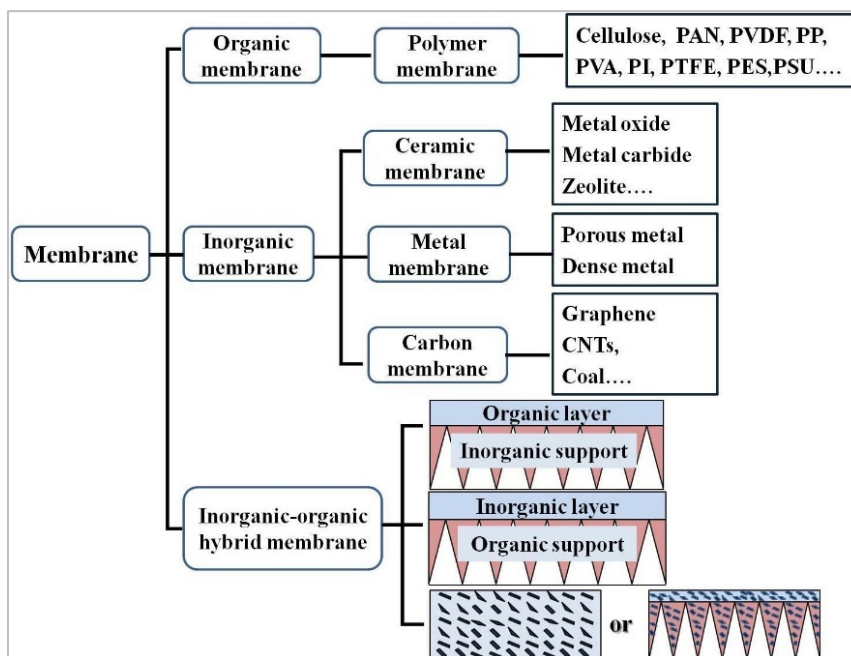 Organic
membrane
Polymer
membrane
Cellulose, PAN, PVDF, PP,
PVA, PI, PTFE, PES,PSU....
Ceramic
membrane
Metal oxide
Metal carbide
Zeolite....
Membrane
Inorganic
membrane
Metal
membrane
Porous metal
Dense metal
Carbon
membrane
Graphene
CNTs,
Coal....
Inorganic-organic
hybrid membrane
Organic layer
Inorganic support
Inorganic layer
Organic support
or